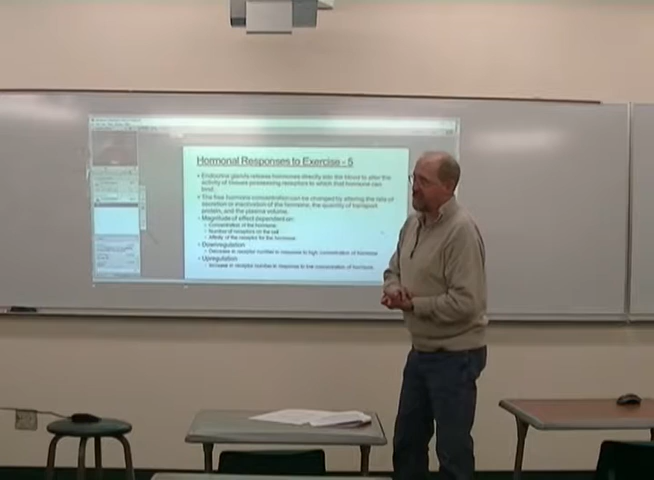 Hormonal Responses to Exercise - 5
Endocrine glands release hormones directly into the blood to alter the
activity of tissues possessing receptors to which that hormone can
bind.
The free hormone concentration can be changed by altering the rate of
secretion or inactivation of the hormone, the quantity of transport
protein, and the plasma volume.
Magnitude of effect dependent on:
Concentration of the hormone
Number of receptors on the cell
Affinity of the receptor for the hormone
Downregulation
Decrease in receptor number in response to high concentration of hormone
Upregulation
Increase in receptor number in response to low concentration of hormone